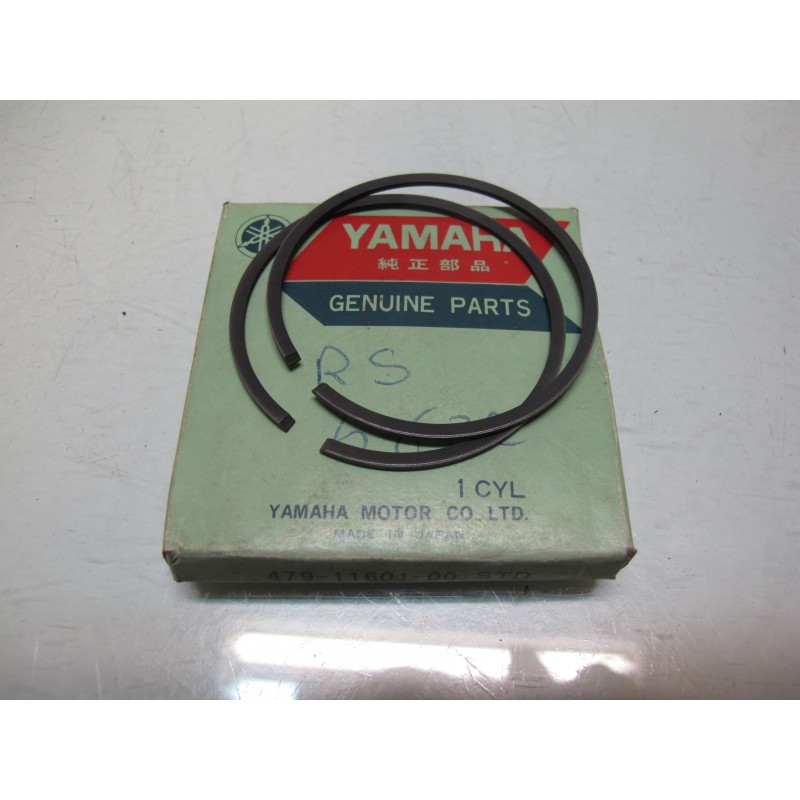 YAMAHA
純正部品
GENUINE PARTS
RS
1 CYL
YAMAHA MOTOR CO., LTD.
MADE IN JAPAN
479-11601-00 STD